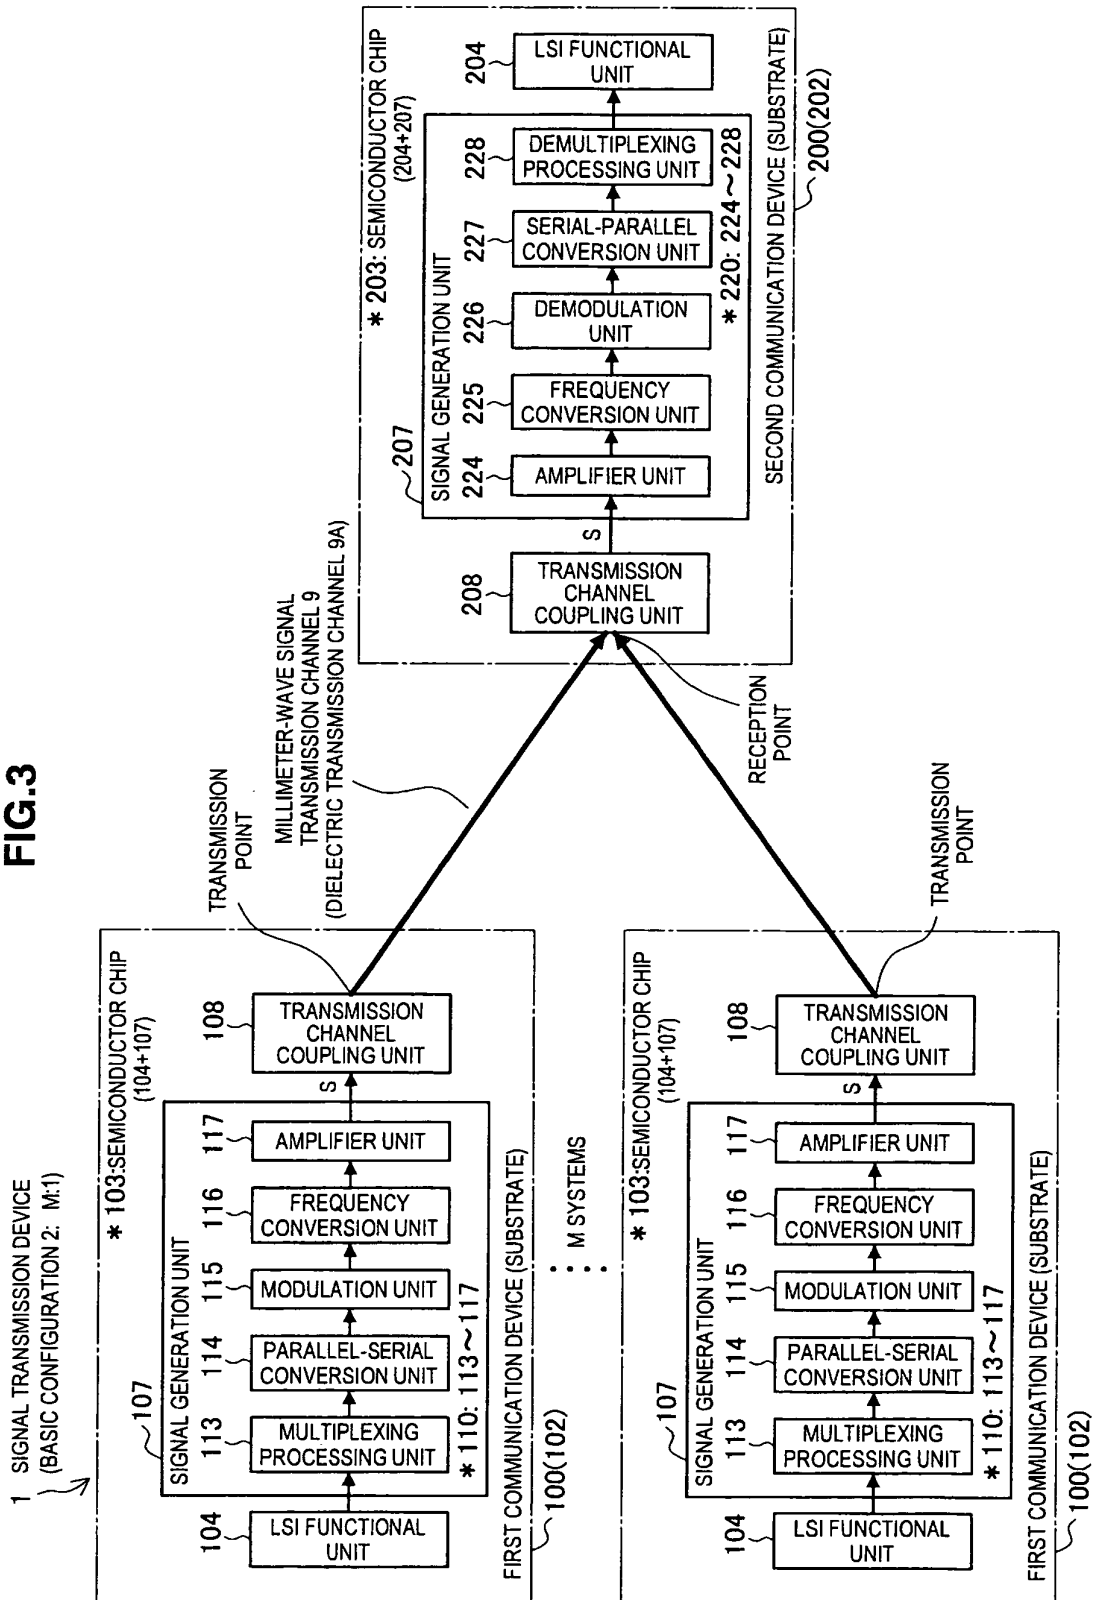 FIG.3
1
SIGNAL TRANSMISSION DEVICE
(BASIC CONFIGURATION 2: M:1)
* 103:SEMICONDUCTOR CHIP
(104+107)
104
LSI FUNCTIONAL
UNIT
107
SIGNAL GENERATION UNIT
113
MULTIPLEXING
PROCESSING UNIT
114
PARALLEL-SERIAL
CONVERSION UNIT
115
MODULATION UNIT
116
FREQUENCY
CONVERSION UNIT
117
AMPLIFIER UNIT
* 110: 113~117
S
108
TRANSMISSION
CHANNEL
COUPLING UNIT
FIRST COMMUNICATION DEVICE (SUBSTRATE)
100(102)
TRANSMISSION
POINT
M SYSTEMS
* 103:SEMICONDUCTOR CHIP
(104+107)
104
LSI FUNCTIONAL
UNIT
107
SIGNAL GENERATION UNIT
113
MULTIPLEXING
PROCESSING UNIT
114
PARALLEL-SERIAL
CONVERSION UNIT
115
MODULATION UNIT
116
FREQUENCY
CONVERSION UNIT
117
AMPLIFIER UNIT
* 110: 113~117
S
108
TRANSMISSION
CHANNEL
COUPLING UNIT
FIRST COMMUNICATION DEVICE (SUBSTRATE)
100(102)
TRANSMISSION
POINT
MILLIMETER-WAVE SIGNAL
TRANSMISSION CHANNEL 9
(DIELECTRIC TRANSMISSION CHANNEL 9A)
RECEPTION
POINT
* 203: SEMICONDUCTOR CHIP
(204+207)
208
TRANSMISSION
CHANNEL
COUPLING UNIT
S
207
SIGNAL GENERATION UNIT
224
AMPLIFIER UNIT
225
FREQUENCY
CONVERSION UNIT
226
DEMODULATION
UNIT
227
SERIAL-PARALLEL
CONVERSION UNIT
228
DEMULTIPLEXING
PROCESSING UNIT
* 220: 224~228
204
LSI FUNCTIONAL
UNIT
SECOND COMMUNICATION DEVICE (SUBSTRATE)
200(202)